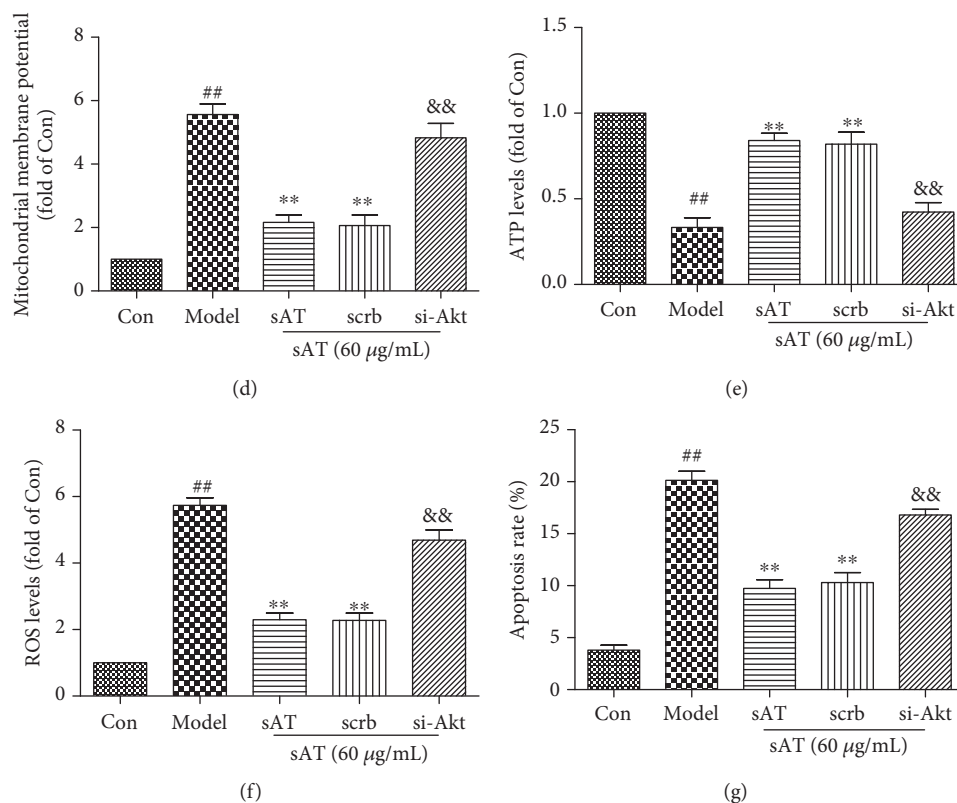 Mitochondrial membrane potential
(fold of Con)
8
6
4
2
0
##
**
**
&&
Con Model sAT scrb si-Akt
sAT (60 μg/mL)
(d)
ATP levels (fold of Con)
1.5
1.0
0.5
0.0
##
**
**
&&
Con Model sAT scrb si-Akt
sAT (60 μg/mL)
(e)
ROS levels (fold of Con)
8
6
4
2
0
##
**
**
&&
Con Model sAT scrb si-Akt
sAT (60 μg/mL)
(f)
Apoptosis rate (%)
25
20
15
10
5
0
##
**
**
&&
Con Model sAT scrb si-Akt
sAT (60 μg/mL)
(g)